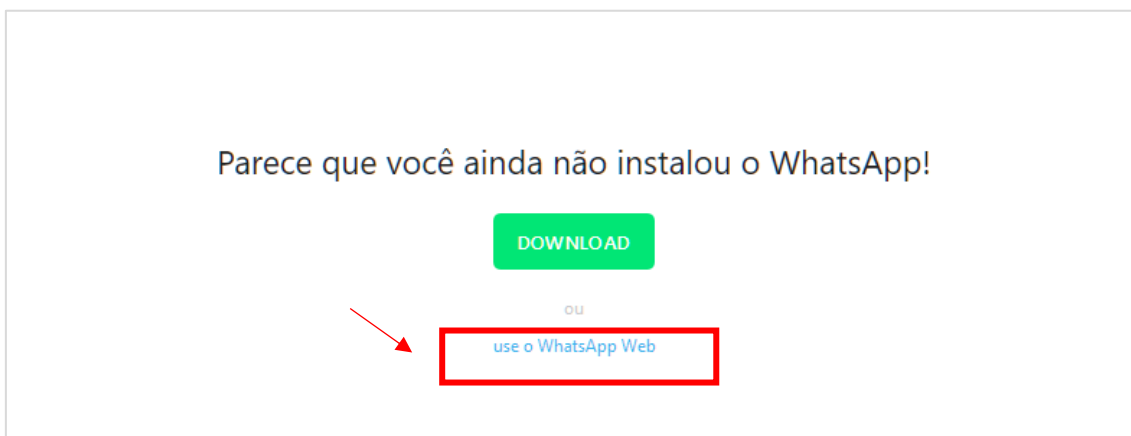 Parece que você ainda não instalou o WhatsApp!
DOWNLOAD
ou
use o WhatsApp Web